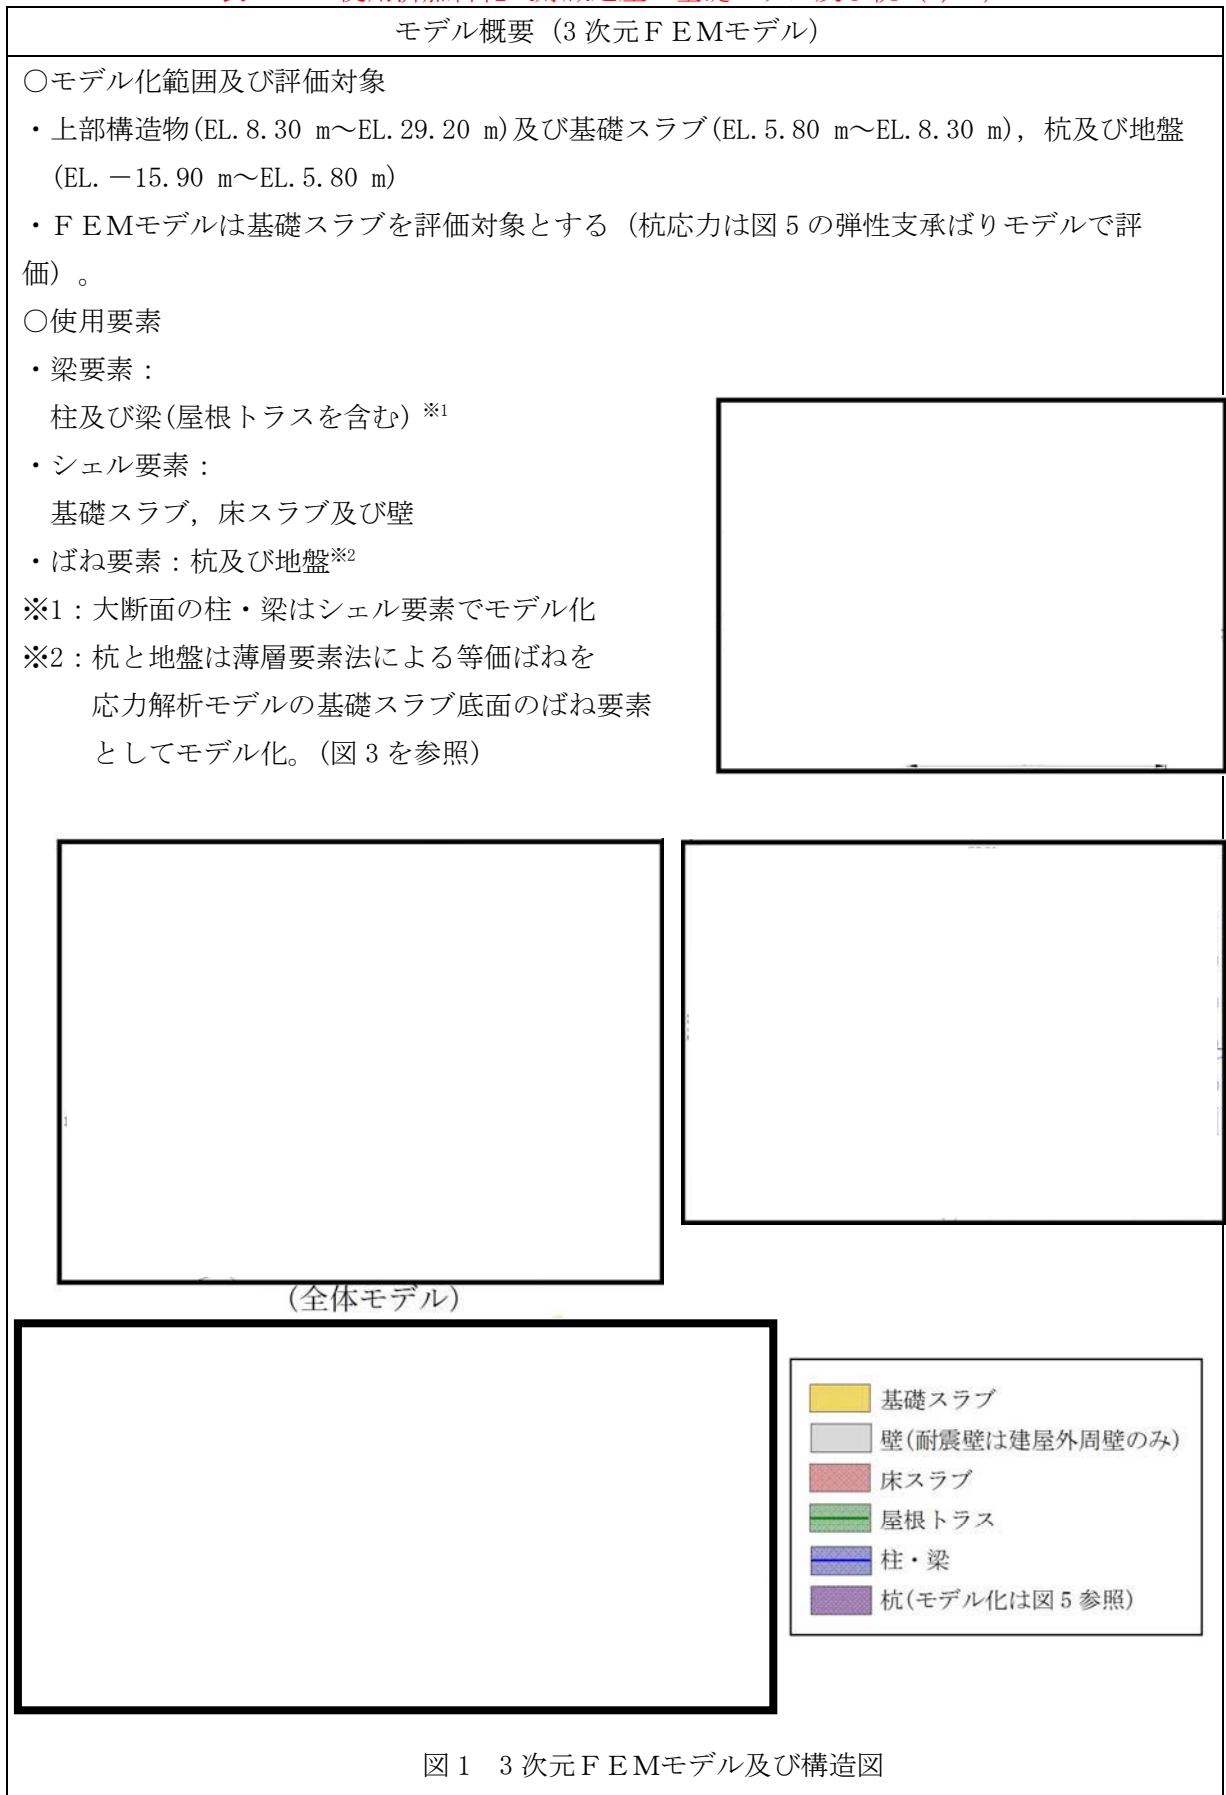 モデル概要（3 次元ＦＥＭモデル）
○モデル化範囲及び評価対象
・上部構造物(EL.8.30 m～EL.29.20 m)及び基礎スラブ(EL.5.80 m～EL.8.30 m)，杭及び地盤
(EL.－15.90 m～EL.5.80 m)
・ＦＥＭモデルは基礎スラブを評価対象とする（杭応力は図 5 の弾性支承ばりモデルで評
価）。
○使用要素
・梁要素：
柱及び梁(屋根トラスを含む)※1
・シェル要素：
基礎スラブ，床スラブ及び壁
・ばね要素：杭及び地盤※2
※1：大断面の柱・梁はシェル要素でモデル化
※2：杭と地盤は薄層要素法による等価ばねを
応力解析モデルの基礎スラブ底面のばね要素
としてモデル化。（図 3 を参照）
(全体モデル)
基礎スラブ
壁(耐震壁は建屋外周壁のみ)
床スラブ
屋根トラス
柱・梁
杭(モデル化は図 5 参照)
図 1　3 次元ＦＥＭモデル及び構造図